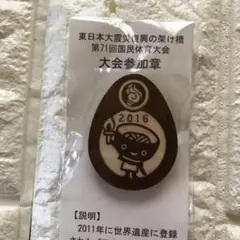 東日本大震災復興の架け橋
第71回国民体育大会
大会参加章
2016
【説明】
2011年に世界遺産に登録